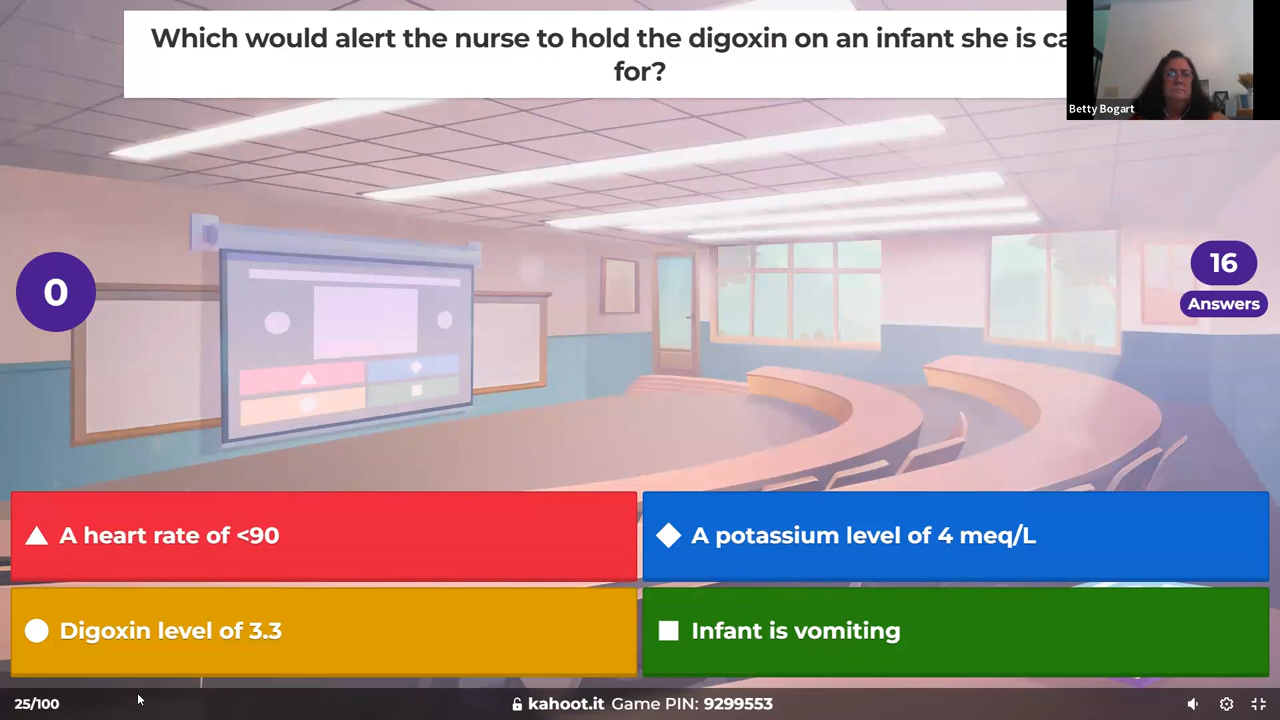 Which would alert the nurse to hold the digoxin on an infant she is
for?
Betty Bogart
0
16
Answers
A heart rate of <90
A potassium level of 4 meq/L
Digoxin level of 3.3
Infant is vomiting
25/100
kahoot.it Game PIN: 9299553